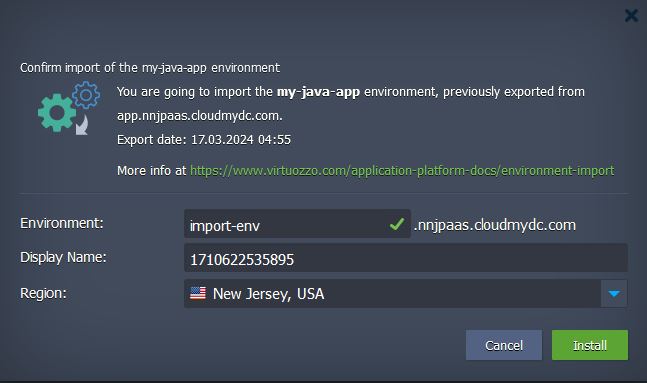 Confirm import of the my-java-app environment
You are going to import the my-java-app environment, previously exported from
app.nnjpaas.cloudmydc.com.
Export date: 17.03.2024 04:55
More info at https://www.virtuozzo.com/application-platform-docs/environment-import
Environment: import-env .nnjpaas.cloudmydc.com
Display Name: 1710622535895
Region: New Jersey, USA
Cancel Install